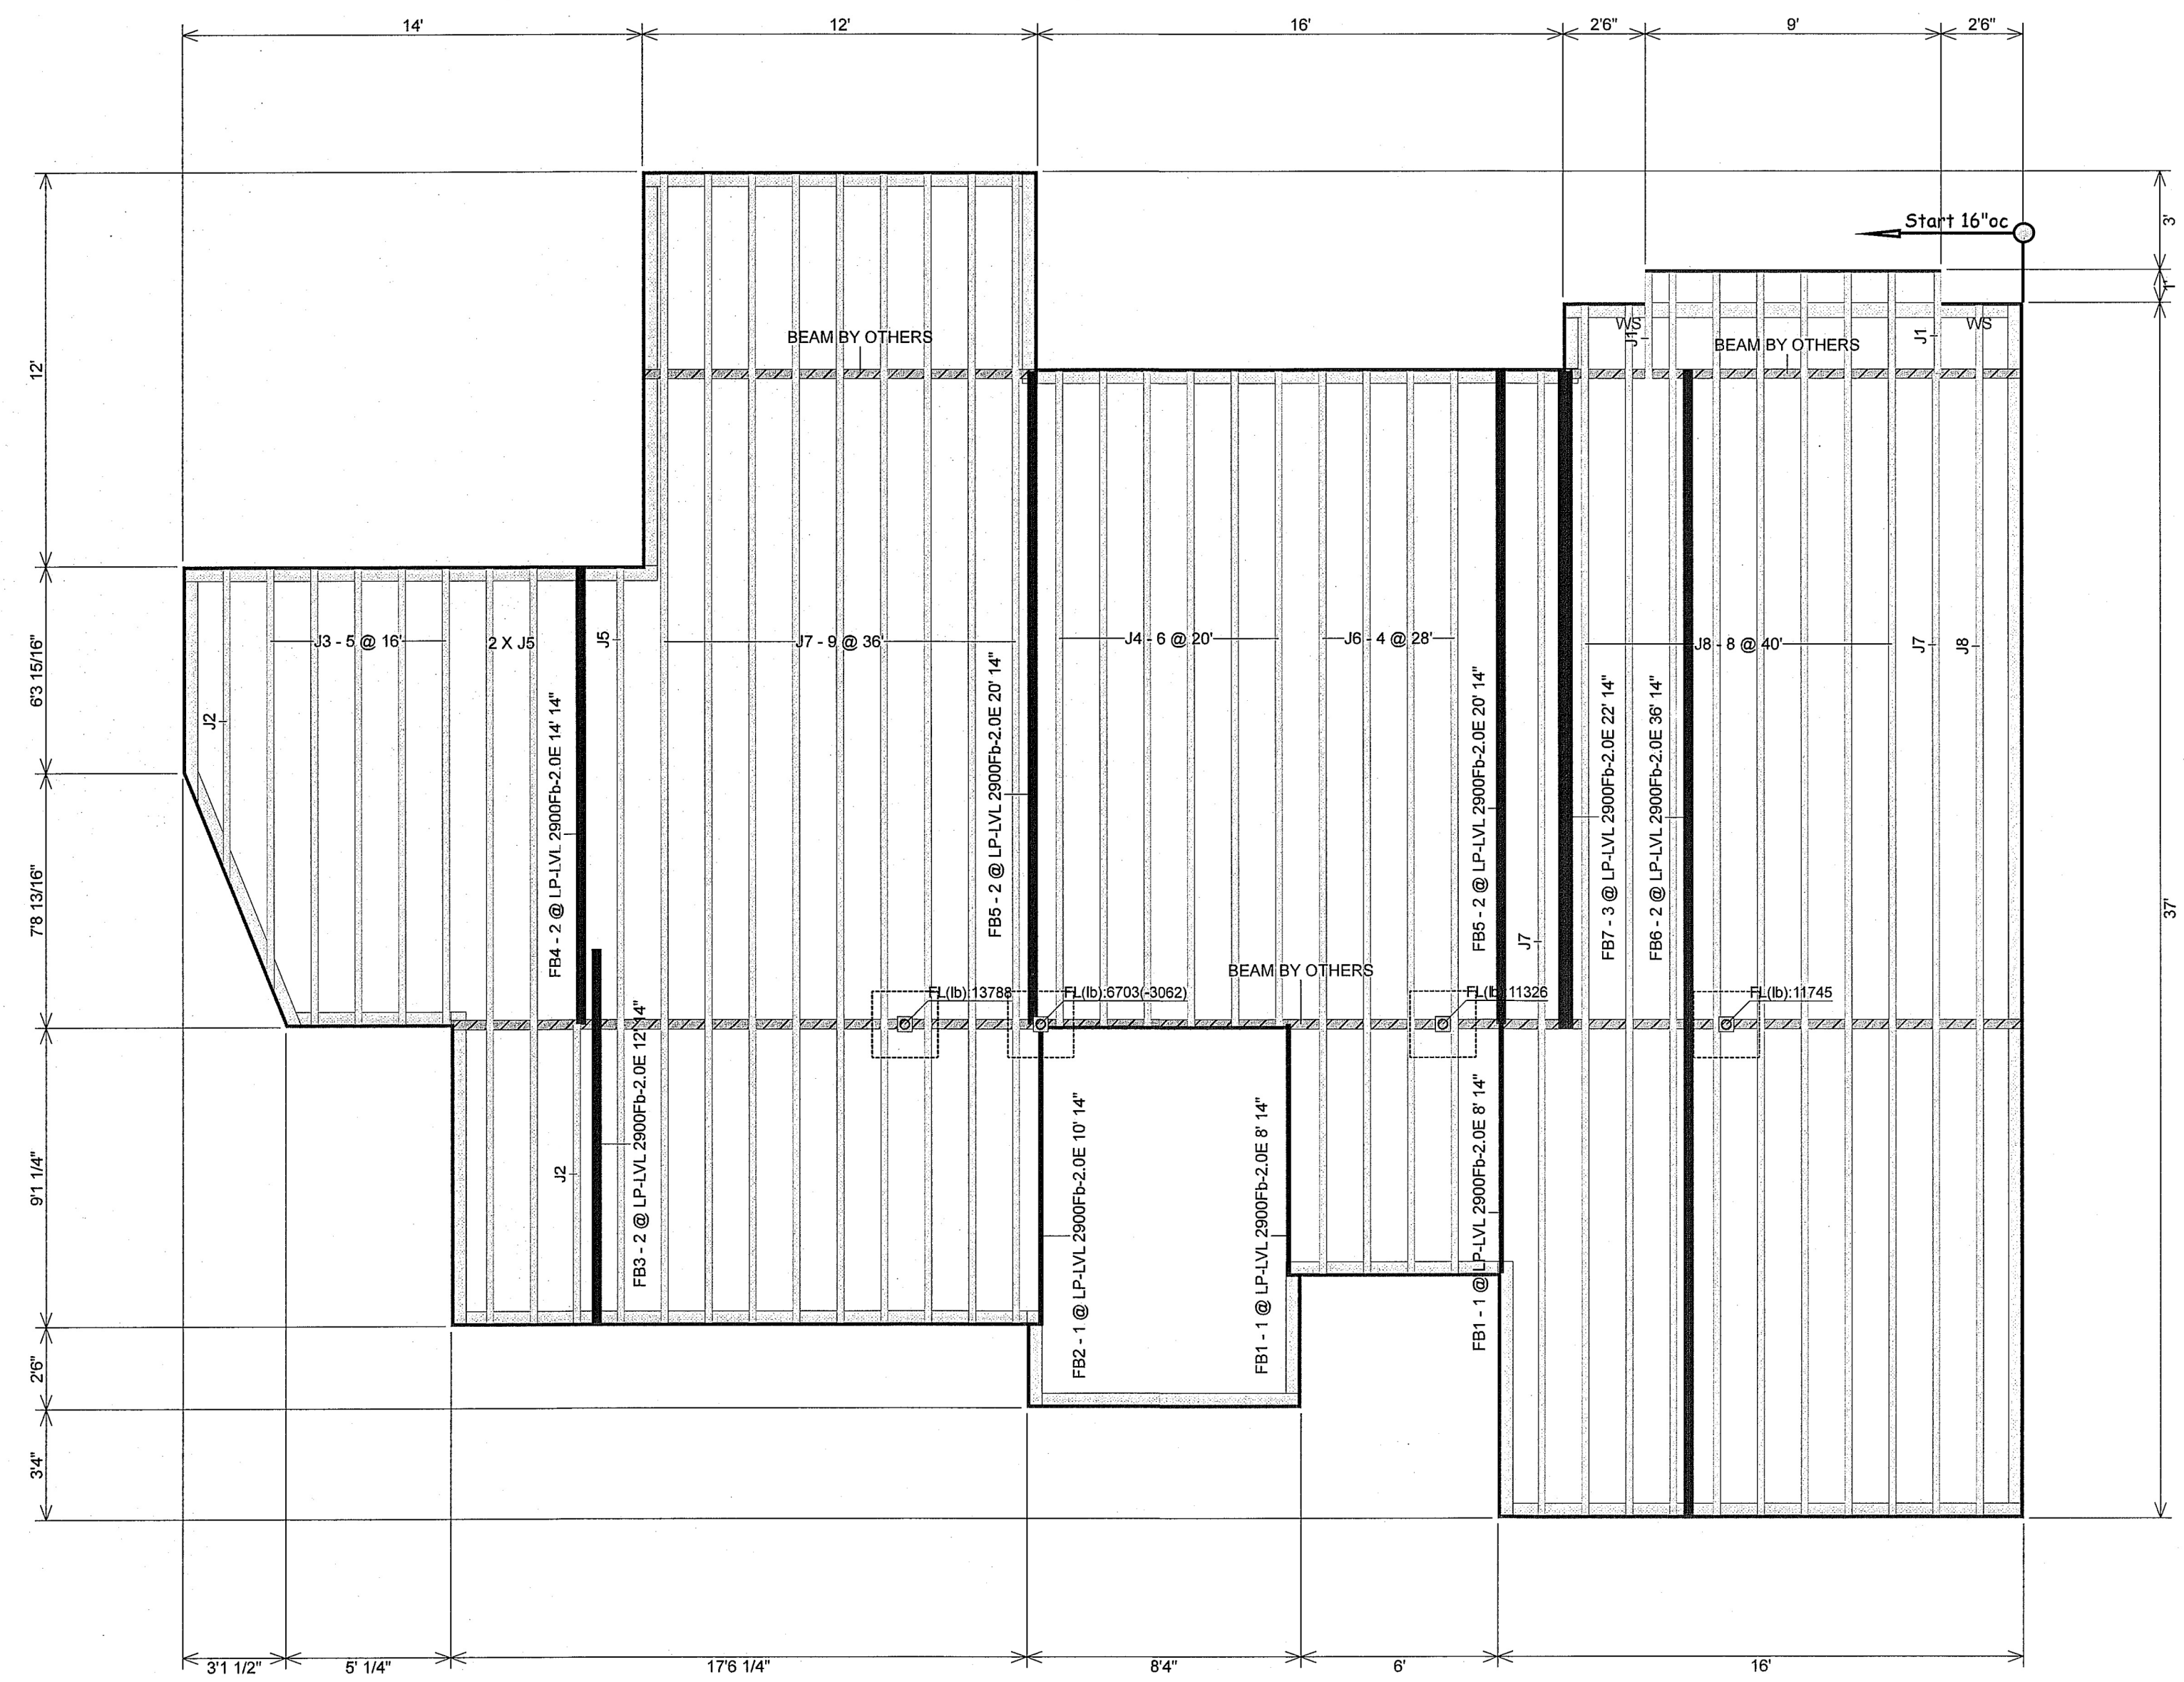 14'
12'
16'
2'6"
9'
2'6"
3'
Start 16"oc
1'
WS
J1
J1
WS
BEAM BY OTHERS
BEAM BY OTHERS
12'
J3 - 5 @ 16'
2 X J5
J5
J7 - 9 @ 36'
J4 - 6 @ 20'
J6 - 4 @ 28'
J8 - 8 @ 40'
J7
J8
6'3 15/16"
J2
FB4 - 2 @ LP-LVL 2900Fb-2.0E 14' 14"
FB5 - 2 @ LP-LVL 2900Fb-2.0E 20' 14"
FB5 - 2 @ LP-LVL 2900Fb-2.0E 20' 14"
FB7 - 3 @ LP-LVL 2900Fb-2.0E 22' 14"
FB6 - 2 @ LP-LVL 2900Fb-2.0E 36' 14"
7'8 13/16"
37'
J7
BEAM BY OTHERS
FL(lb):13788
FL(lb):6703(-3062)
FL(lb):11326
FL(lb):11745
FB3 - 2 @ LP-LVL 2900Fb-2.0E 12' 14"
9'1 1/4"
J2
FB2 - 1 @ LP-LVL 2900Fb-2.0E 10' 14"
FB1 - 1 @ LP-LVL 2900Fb-2.0E 8' 14"
FB1 - 1 @ LP-LVL 2900Fb-2.0E 8' 14"
2'6"
3'4"
3'1 1/2"
5' 1/4"
17'6 1/4"
8'4"
6'
16'